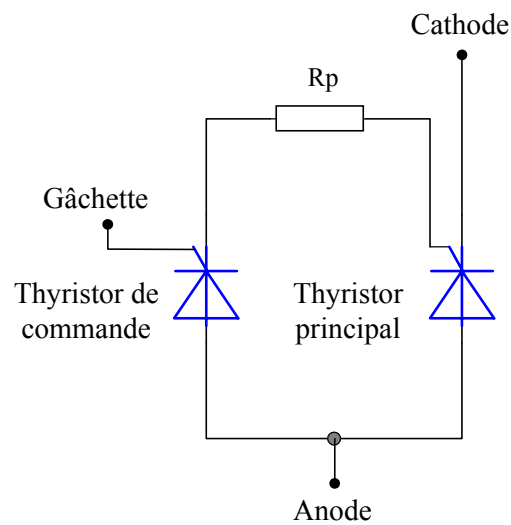 Cathode
Rp
Gâchette
Thyristor de
commande
Thyristor
principal
Anode